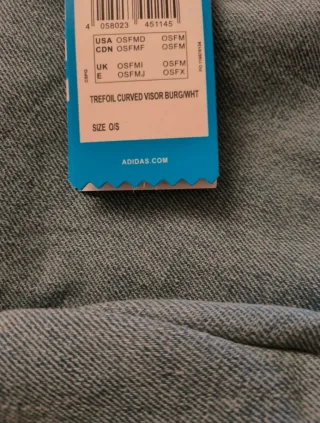 4 058023 451145
USA OSFMD OSFM
CDN OSFMF OSFM
UK OSFMI OSFM
E OSFMJ OSFX
TREFOIL CURVED VISOR BURG/WHT
SIZE O/S
ADIDAS.COM